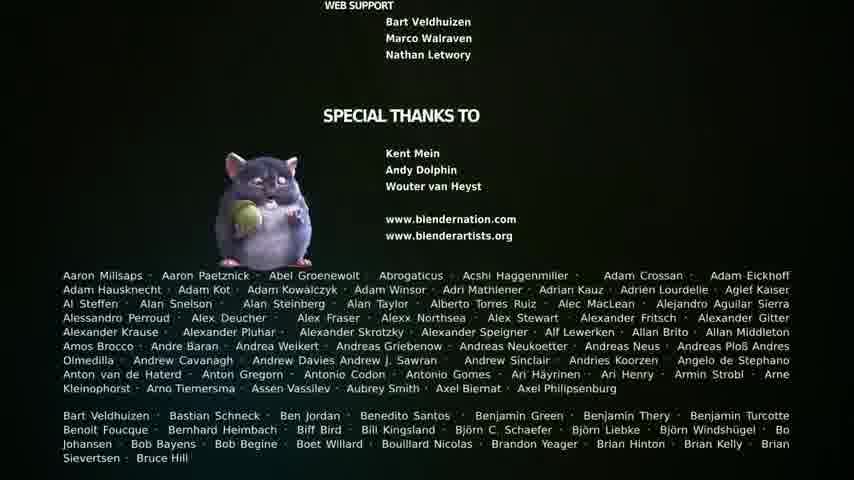 WEB SUPPORT
Bart Veldhuizen
Marco Walraven
Nathan Letwory
SPECIAL THANKS TO
Kent Mein
Andy Dolphin
Wouter van Heyst
www.blendernation.com
www.blenderartists.org
Aaron Millsaps · Aaron Paetznick · Abel Groenewolt · Abrogaticus · Acshi Haggenmiller · Adam Crossan · Adam Eickhoff
Adam Hausknecht · Adam Kot · Adam Kowalczyk · Adam Winsor · Adri Mathlener · Adrian Kauz · Adrien Lourdelle · Aglef Kaiser
Al Steffen · Alan Snelson · Alan Steinberg · Alan Taylor · Alberto Torres Ruiz · Alec MacLean · Alejandro Aguilar Sierra
Alessandro Perroud · Alex Deucher · Alex Fraser · Alexx Northsea · Alex Stewart · Alexander Fritsch · Alexander Gitter
Alexander Krause · Alexander Pluhar · Alexander Skrotzky · Alexander Speigner · Alf Lewerken · Allan Brito · Allan Middleton
Amos Brocco · Andre Baran · Andrea Weikert · Andreas Griebenow · Andreas Neukoetter · Andreas Neus · Andreas Ploß Andres
Olmedilla · Andrew Cavanagh · Andrew Davies Andrew J. Sawran · Andrew Sinclair · Andries Koorzen · Angelo de Stephano
Anton van de Haterd · Anton Gregorn · Antonio Codon · Antonio Gomes · Ari Häyrinen · Ari Henry · Armin Strobl · Arne
Kleinophorst · Arno Tiemersma · Assen Vassilev · Aubrey Smith · Axel Biernat · Axel Philipsenburg
Bart Veldhuizen · Bastian Schneck · Ben Jordan · Benedito Santos · Benjamin Green · Benjamin Thery · Benjamin Turcotte
Benoit Foucque · Bernhard Heimbach · Biff Bird · Bill Kingsland · Björn C. Schaefer · Björn Liebke · Björn Windshügel · Bo
Johansen · Bob Bayens · Bob Begine · Boet Willard · Bouillard Nicolas · Brandon Yeager · Brian Hinton · Brian Kelly · Brian
Sievertsen · Bruce Hill